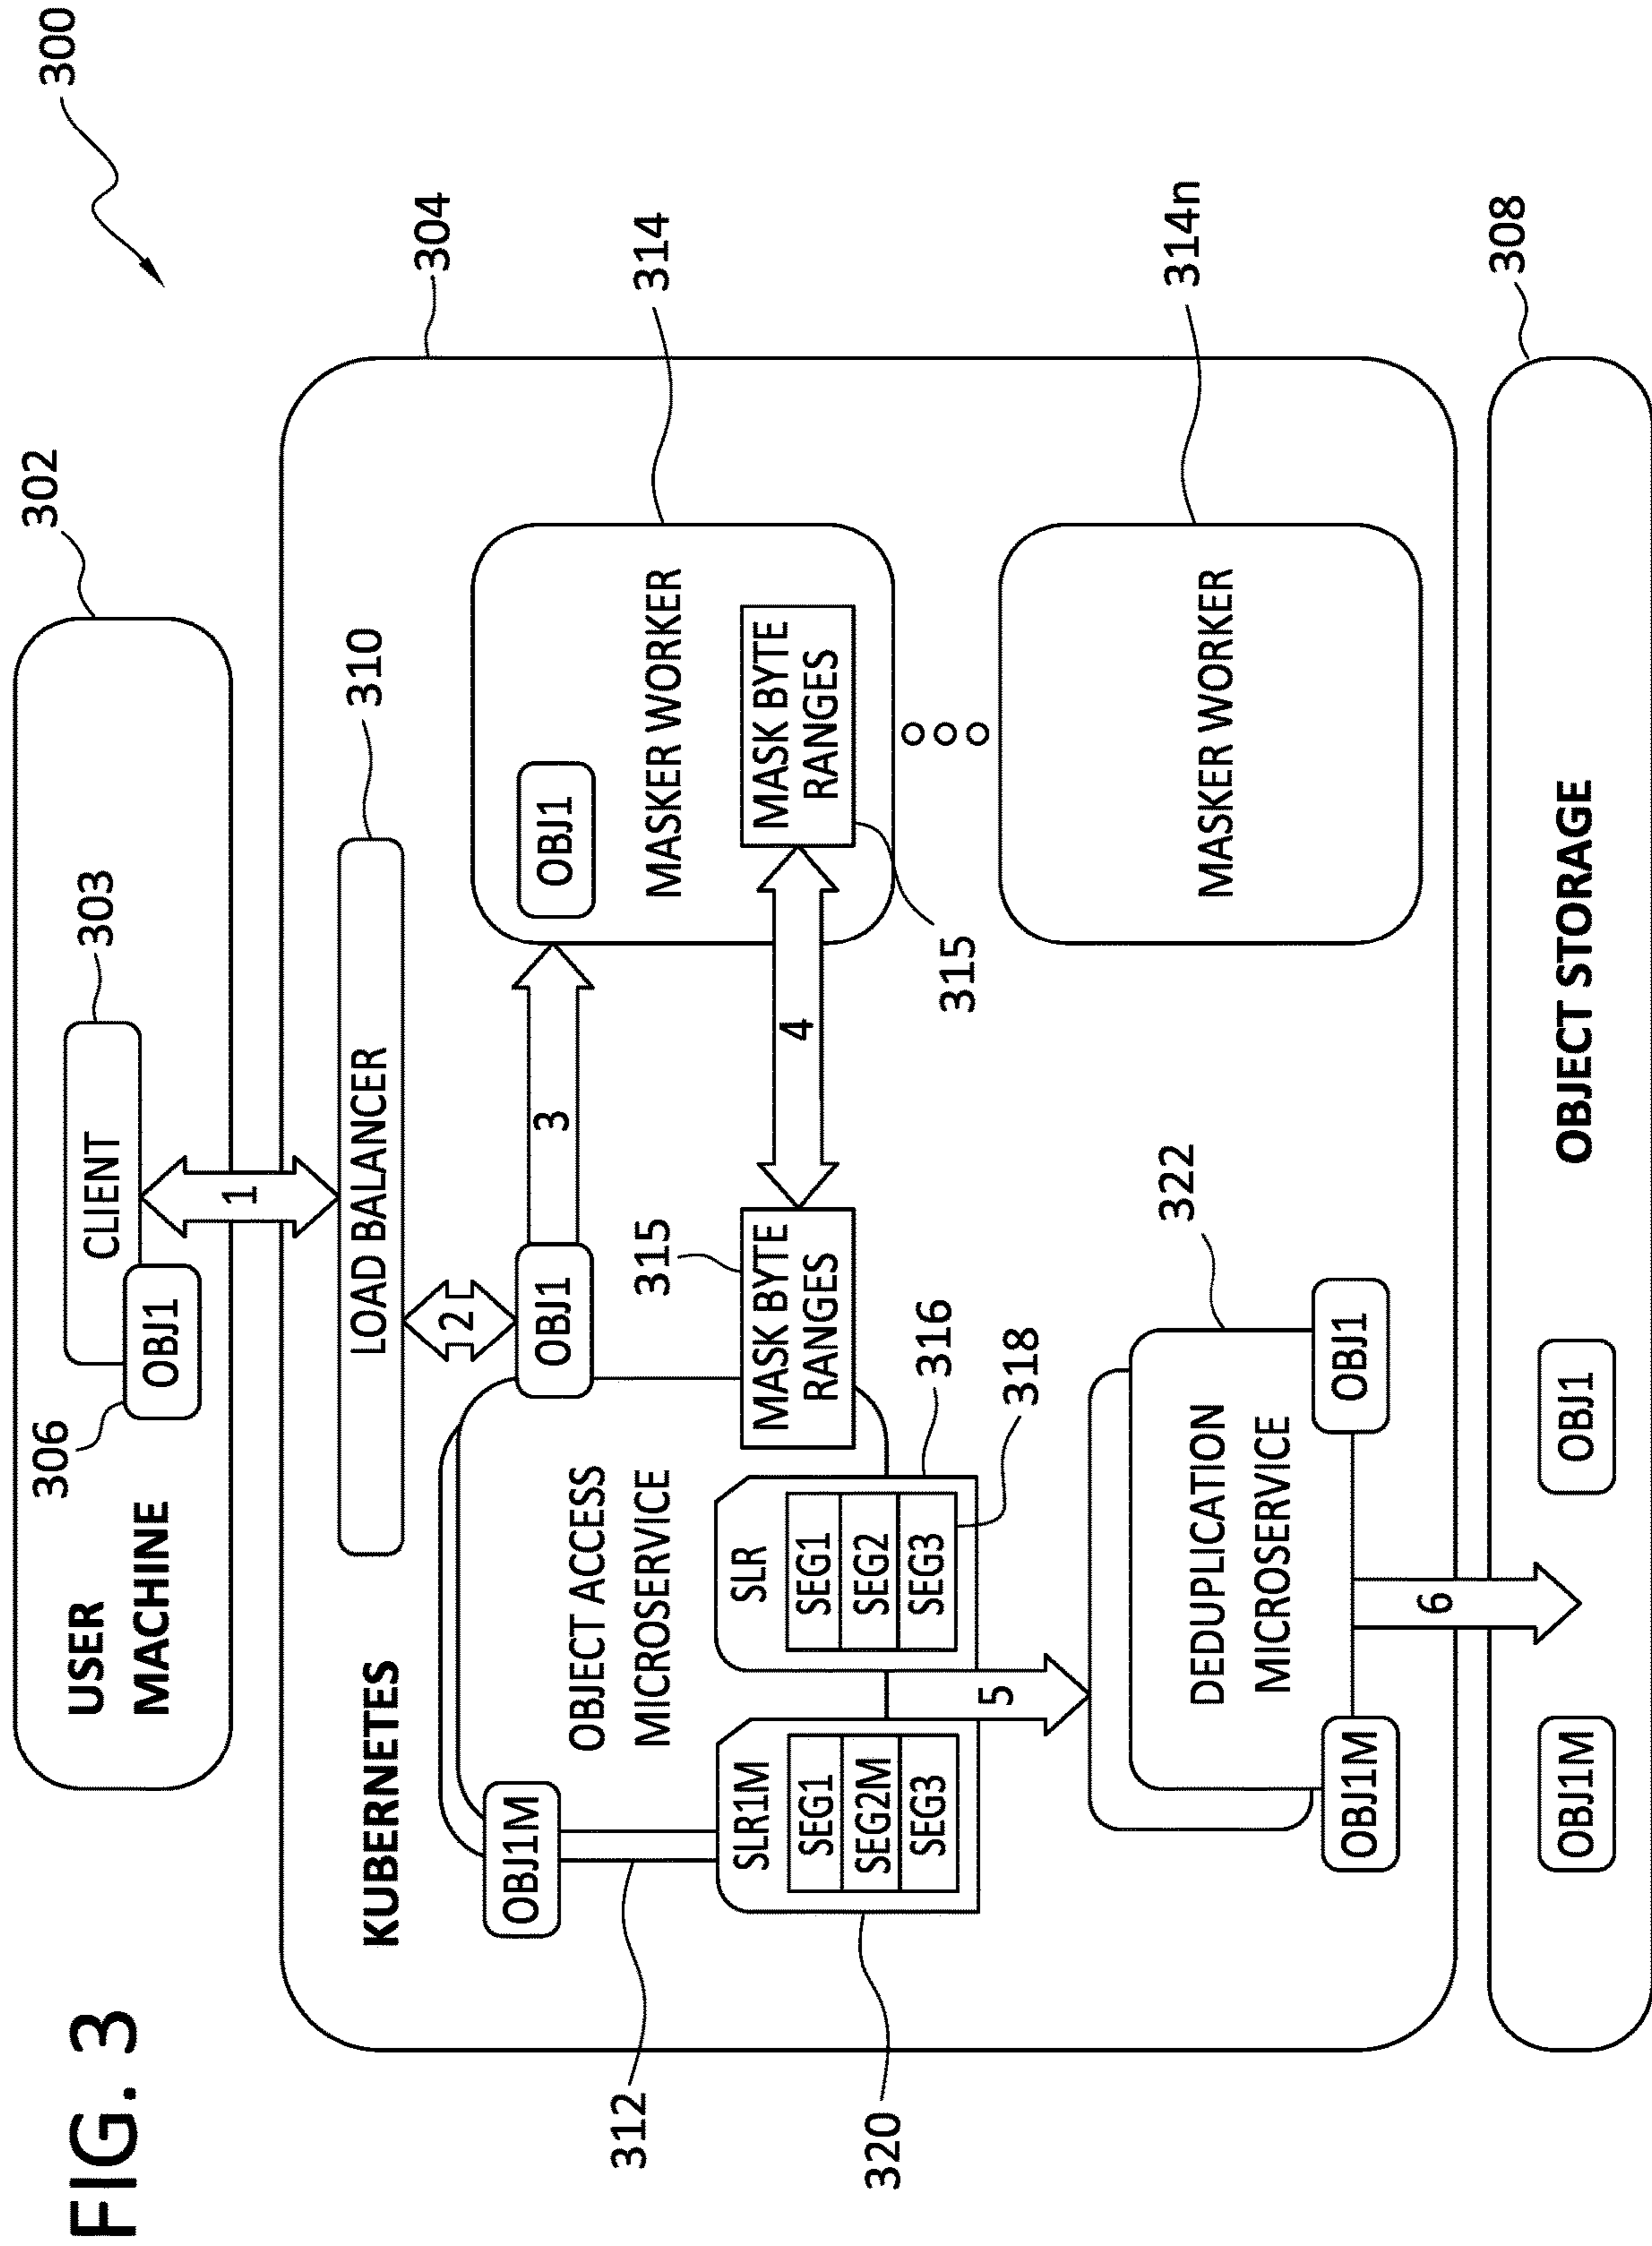 FIG. 3
300
USER
MACHINE
302
CLIENT
303
OBJ1
306
1
KUBERNETES
304
LOAD BALANCER
310
2
OBJ1
3
OBJ1
MASKER WORKER
314
MASK BYTE
RANGES
315
4
MASK BYTE
RANGES
315
OBJECT ACCESS
MICROSERVICE
OBJ1M
312
SLR1M
SEG1
SEG2M
SEG3
320
SLR
SEG1
SEG2
SEG3
316
318
5
MASKER WORKER
314n
DEDUPLICATION
MICROSERVICE
322
OBJ1M
OBJ1
6
OBJ1M
OBJ1
OBJECT STORAGE
308